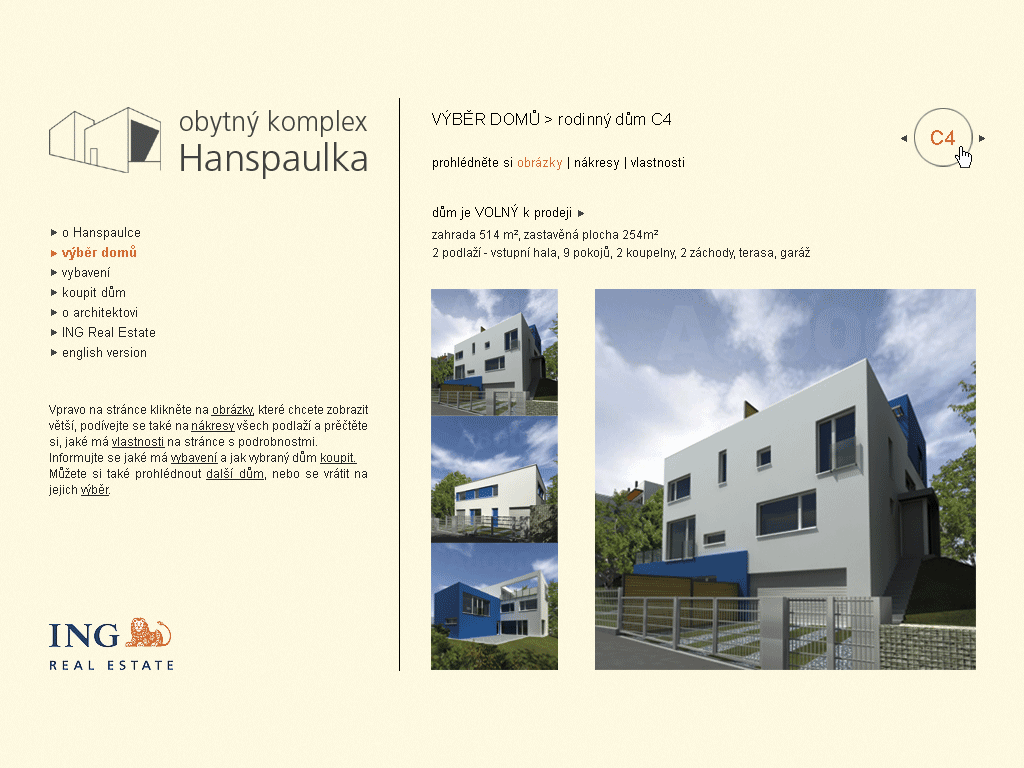 obytný komplex
Hanspaulka
o Hanspaulce
výběr domů
vybavení
koupit dům
o architektovi
ING Real Estate
english version
Vpravo na stránce klikněte na obrázky, které chcete zobrazit
větší, podívejte se také na nákresy všech podlaží a přečtěte
si, jaké má vlastnosti na stránce s podrobnostmi.
Informujte se jaké má vybavení a jak vybraný dům koupit.
Můžete si také prohlédnout další dům, nebo se vrátit na
jejich výběr.
ING
REAL ESTATE
VÝBĚR DOMŮ > rodinný dům C4
prohlédněte si obrázky | nákresy | vlastnosti
C4
dům je VOLNÝ k prodeji
zahrada 514 m², zastavěná plocha 254m²
2 podlaží - vstupní hala, 9 pokojů, 2 koupelny, 2 záchody, terasa, garáž